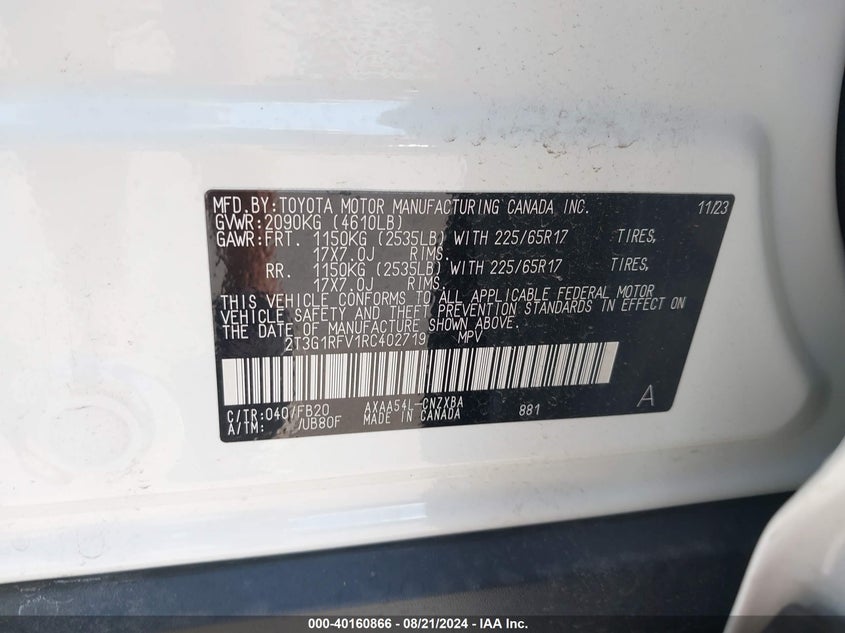 MFD.BY:TOYOTA MOTOR MANUFACTURING CANADA INC. 11/23
GVWR:2090KG (4610LB)
GAWR:FRT. 1150KG (2535LB) WITH 225/65R17 TIRES,
17X7.0J RIMS.
RR. 1150KG (2535LB) WITH 225/65R17 TIRES,
17X7.0J RIMS.
THIS VEHICLE CONFORMS TO ALL APPLICABLE FEDERAL MOTOR
VEHICLE SAFETY AND THEFT PREVENTION STANDARDS IN EFFECT ON
THE DATE OF MANUFACTURE SHOWN ABOVE.
2T3G1RFV1RC402719 MPV
C/TR:040/FB20 AXAA54L-CNZXBA 881 A
A/TM: /UB80F MADE IN CANADA
000-40160866 / 08/21/2024 - IAA Inc.